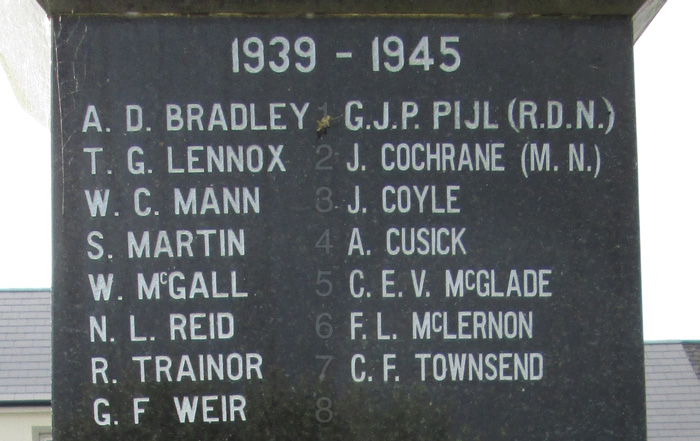 1939 - 1945
A. D. BRADLEY 1 G.J.P. PIJL (R.D.N.)
T. G. LENNOX 2 J. COCHRANE (M. N.)
W. C. MANN 3 J. COYLE
S. MARTIN 4 A. CUSICK
W. McGALL 5 C. E. V. McGLADE
N. L. REID 6 F. L. McLERNON
R. TRAINOR 7 C. F. TOWNSEND
G. F WEIR 8